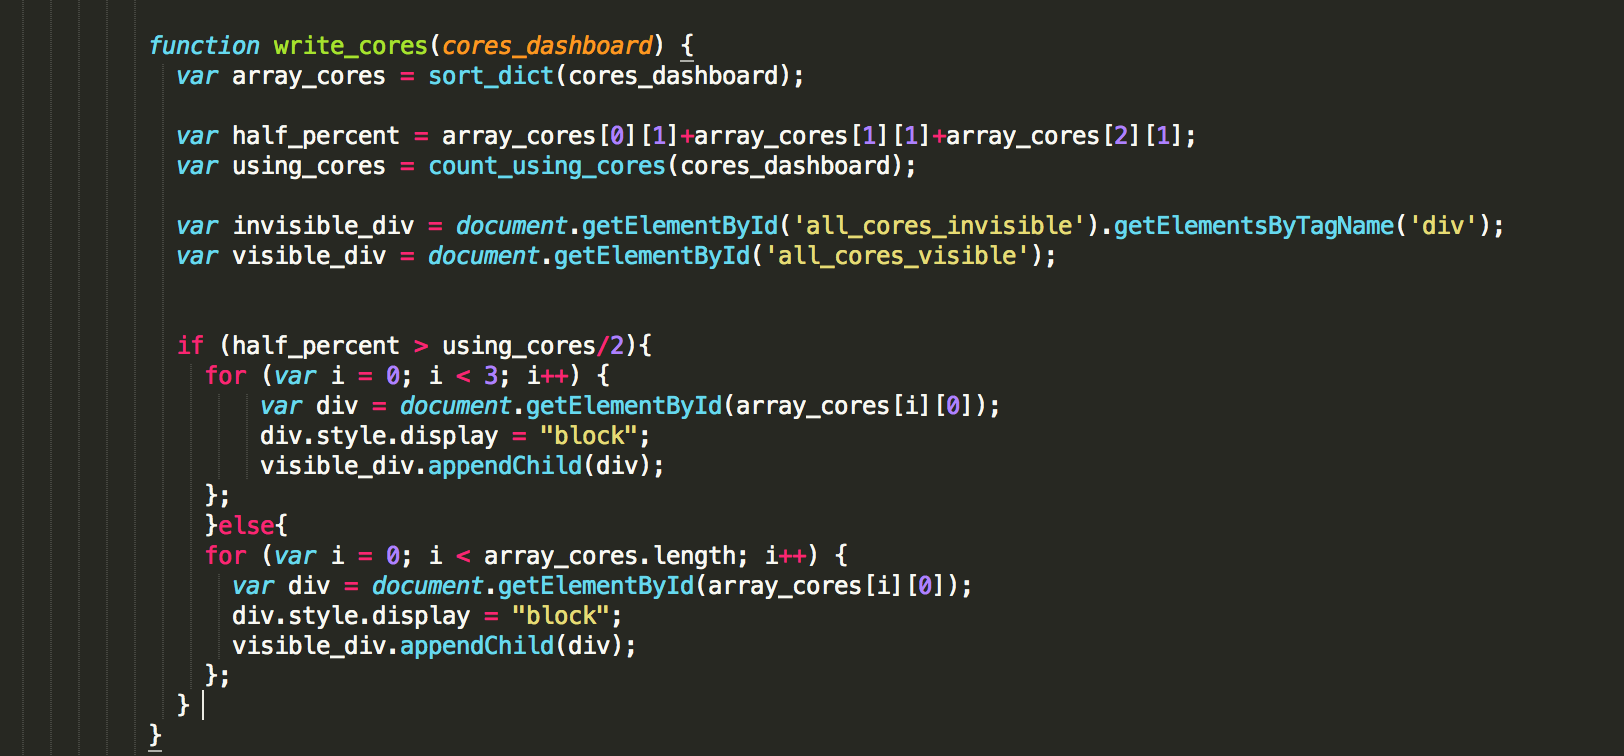 function write_cores(cores_dashboard) {
var array_cores = sort_dict(cores_dashboard);
var half_percent = array_cores[0][1]+array_cores[1][1]+array_cores[2][1];
var using_cores = count_using_cores(cores_dashboard);
var invisible_div = document.getElementById('all_cores_invisible').getElementsByTagName('div');
var visible_div = document.getElementById('all_cores_visible');
if (half_percent > using_cores/2){
for (var i = 0; i < 3; i++) {
var div = document.getElementById(array_cores[i][0]);
div.style.display = "block";
visible_div.appendChild(div);
};
}else{
for (var i = 0; i < array_cores.length; i++) {
var div = document.getElementById(array_cores[i][0]);
div.style.display = "block";
visible_div.appendChild(div);
};
}
}